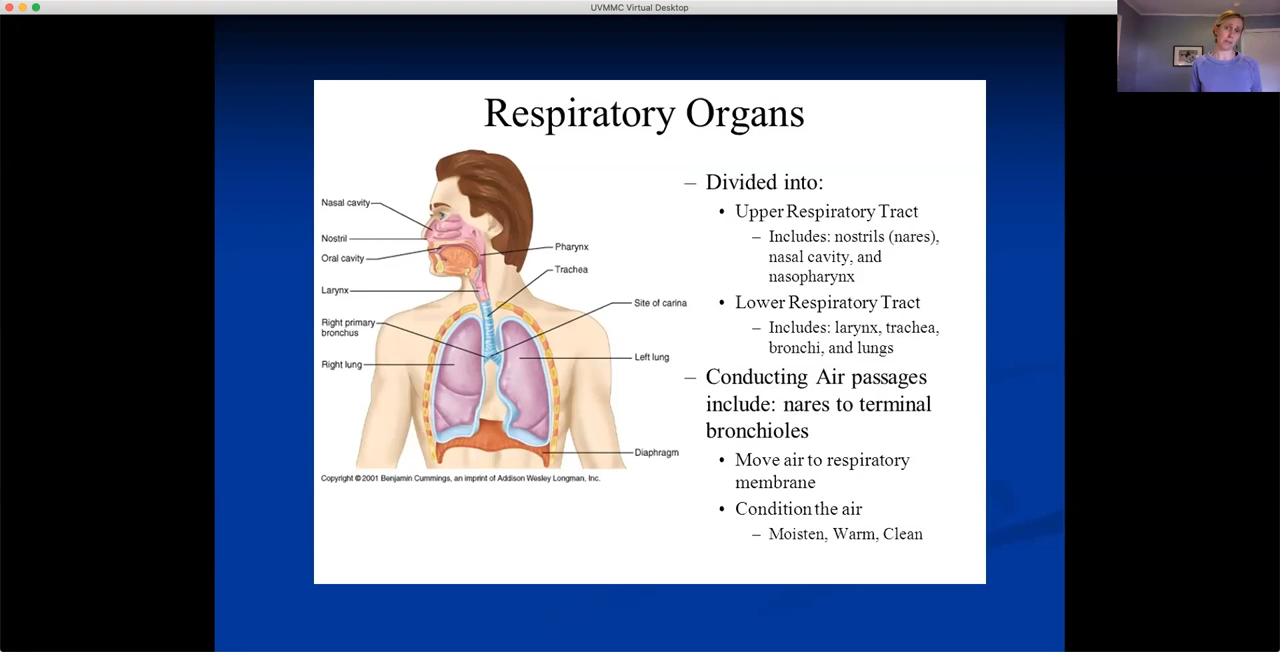 UVMMC Virtual Desktop
Respiratory Organs
Nasal cavity
Nostril
Oral cavity
Larynx
Right primary
bronchus
Right lung
Pharynx
Trachea
Site of carina
Left lung
Diaphragm
Copyright © 2001 Benjamin Cummings, an imprint of Addison Wesley Longman, Inc.
– Divided into:
• Upper Respiratory Tract
– Includes: nostrils (nares),
nasal cavity, and
nasopharynx
• Lower Respiratory Tract
– Includes: larynx, trachea,
bronchi, and lungs
– Conducting Air passages
include: nares to terminal
bronchioles
• Move air to respiratory
membrane
• Condition the air
– Moisten, Warm, Clean